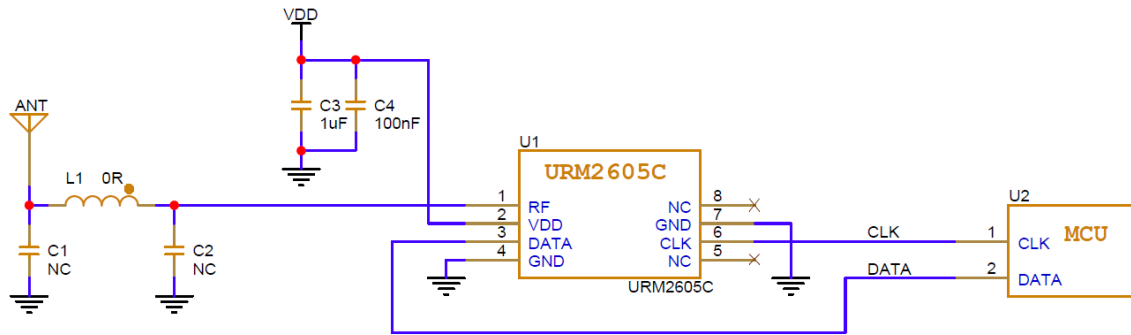 VDD
ANT
C3
1uF
C4
100nF
U1
URM2605C
L1 0R
C1
NC
C2
NC
1 RF
2 VDD
3 DATA
4 GND
NC 8
GND 7
CLK 6
NC 5
URM2605C
CLK
DATA
U2
MCU
1 CLK
2 DATA